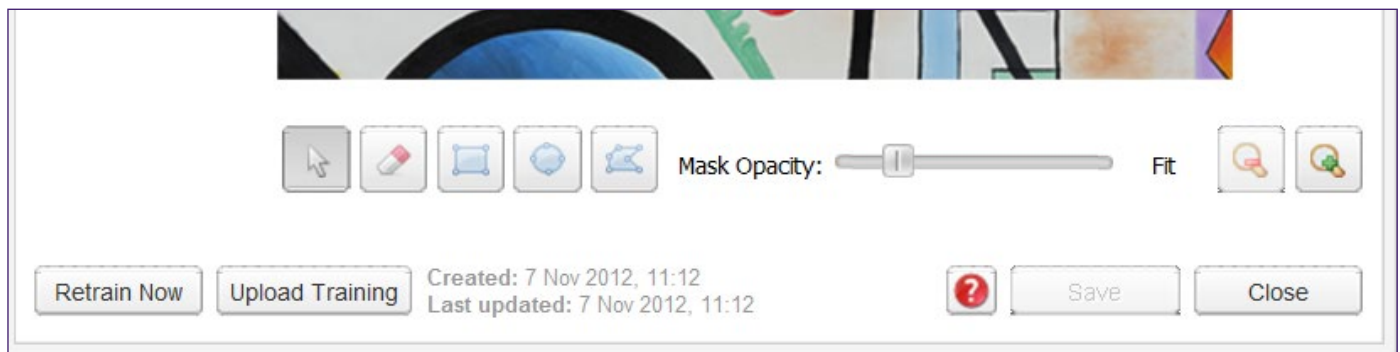 Mask Opacity:
Fit
Retrain Now
Upload Training
Created: 7 Nov 2012, 11:12
Last updated: 7 Nov 2012, 11:12
?
Save
Close